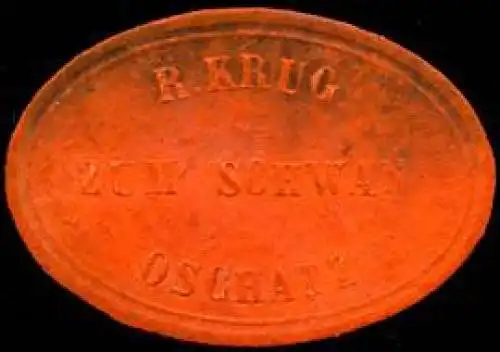 R. KRUG
ZUM SCHWAN
OSCHATZ